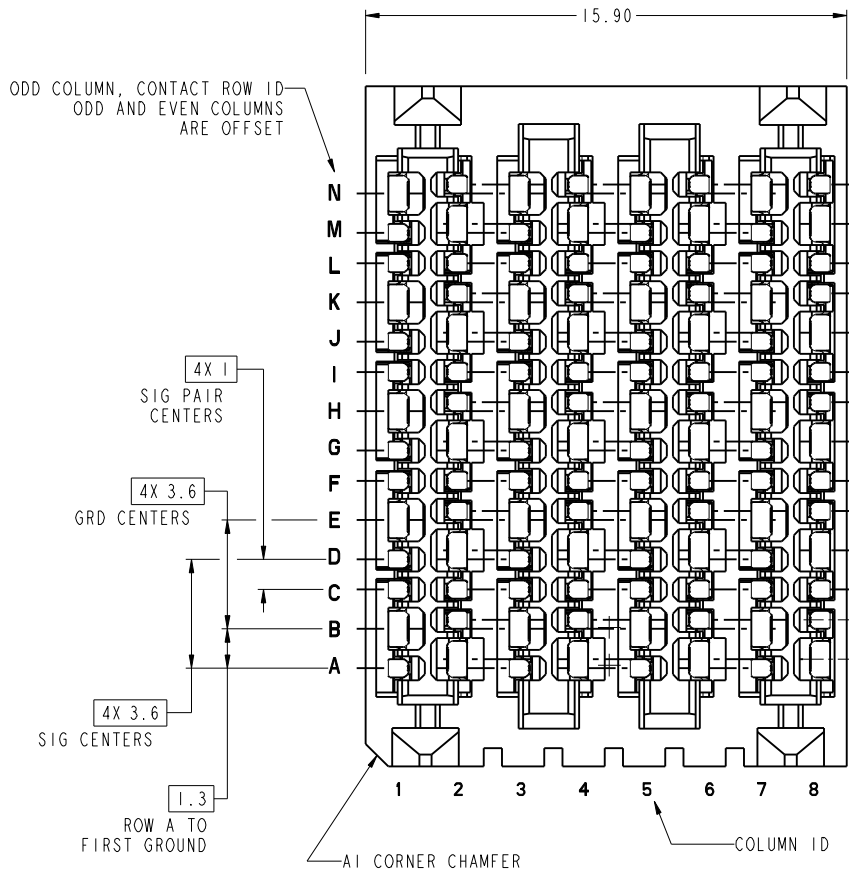 15.90
ODD COLUMN, CONTACT ROW ID
ODD AND EVEN COLUMNS
ARE OFFSET
N
M
L
K
J
I
H
G
F
E
D
C
B
A
4X 1
SIG PAIR
CENTERS
4X 3.6
GRD CENTERS
4X 3.6
SIG CENTERS
1.3
ROW A TO
FIRST GROUND
1 2 3 4 5 6 7 8
COLUMN ID
A1 CORNER CHAMFER